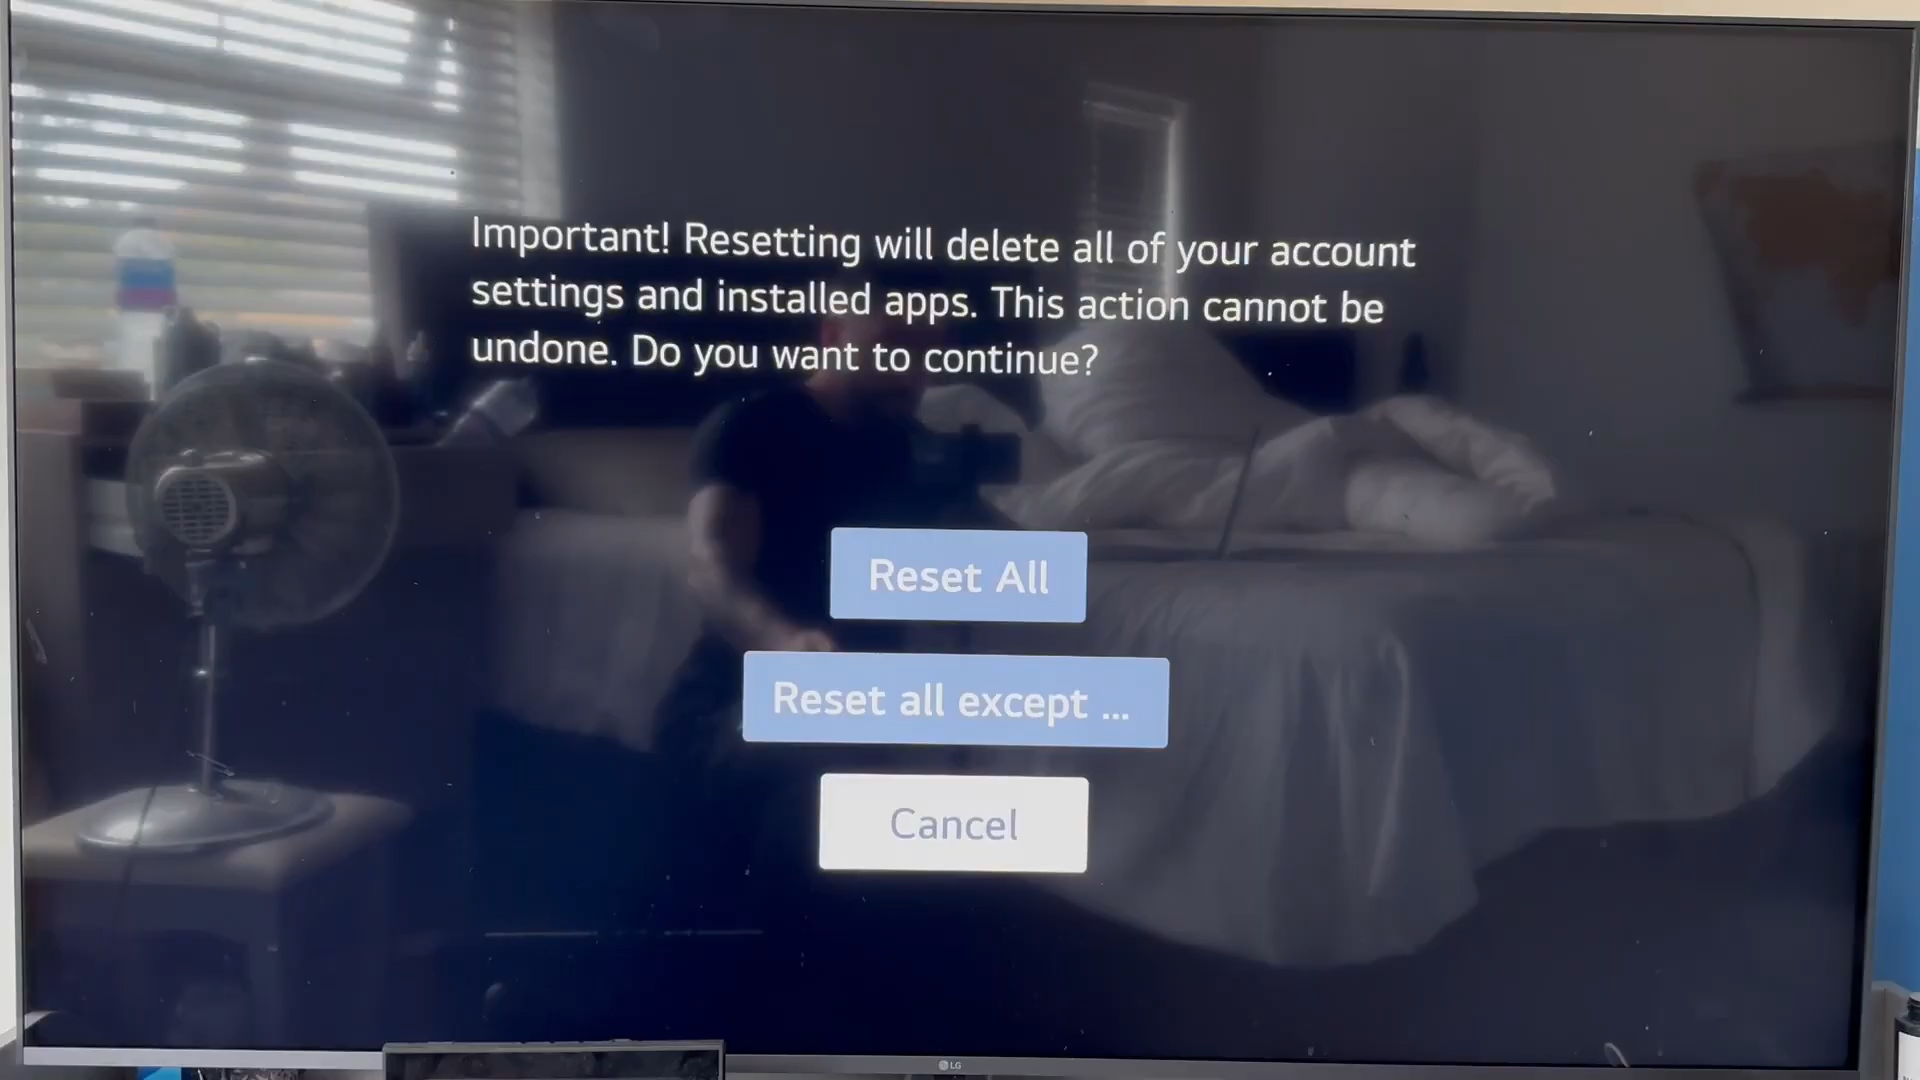 Important! Resetting will delete all of your account
settings and installed apps. This action cannot be
undone. Do you want to continue?
Reset All
Reset all except ...
Cancel
LG